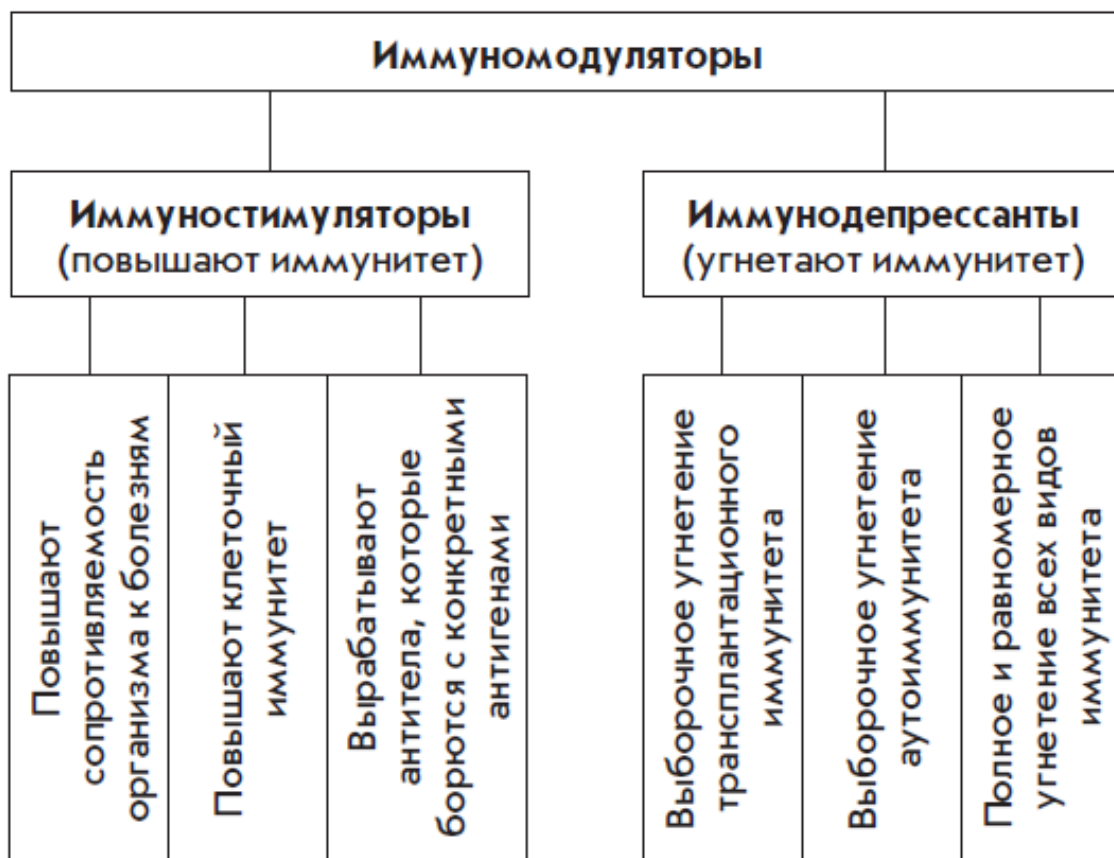 Иммуномодуляторы
Иммуностимуляторы
(повышают иммунитет)
Иммунодепрессанты
(угнетают иммунитет)
Повышают
сопротивляемость
организма к болезням
Повышают клеточный
иммунитет
Вырабатывают
антитела, которые
борются с конкретными
антигенами
Выборочное угнетение
трансплантационного
иммунитета
Выборочное угнетение
аутоиммунитета
Полное и равномерное
угнетение всех видов
иммунитета